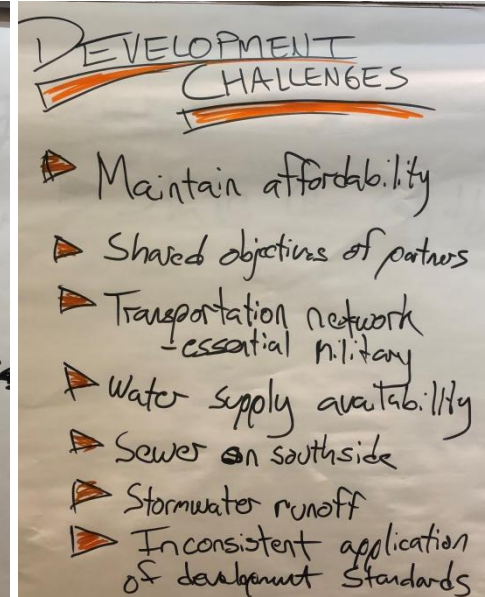 DEVELOPMENT
CHALLENGES
Maintain affordability
Shared objectives of partners
Transportation network
-essential military
Water supply availability
Sewer on southside
Stormwater runoff
Inconsistent application
of development standards